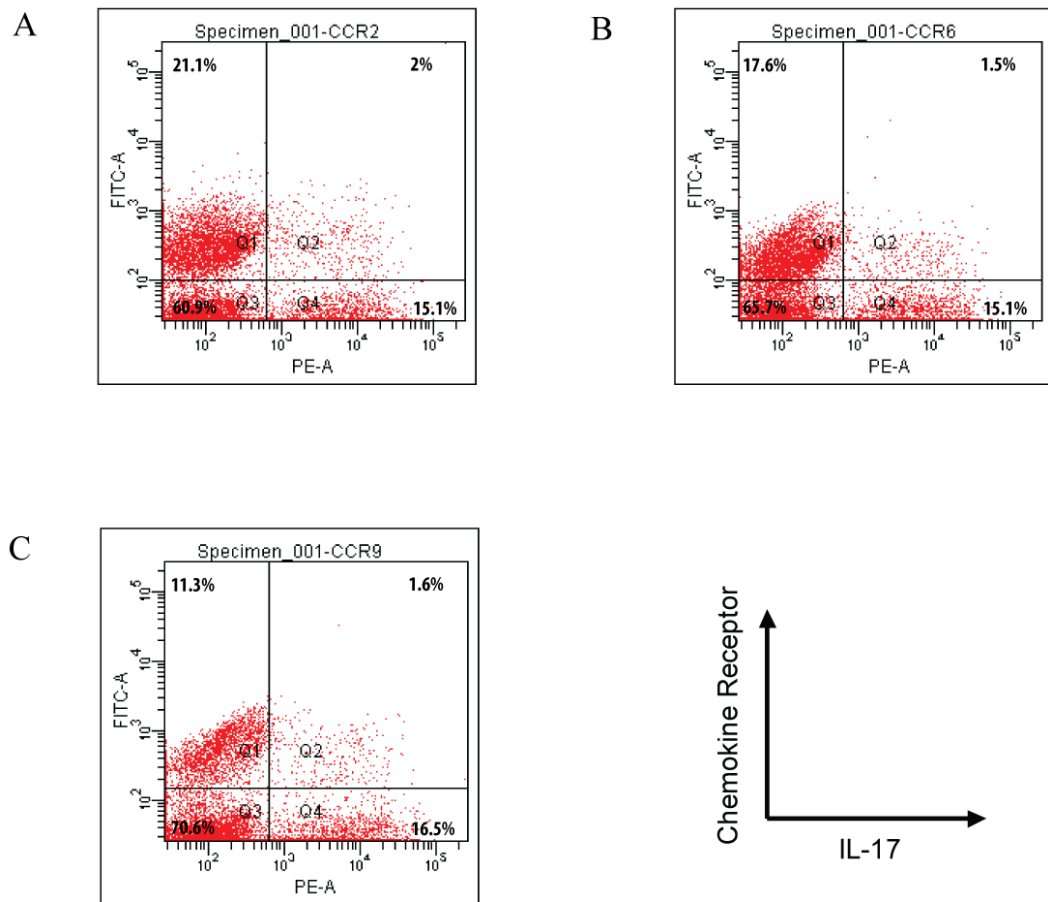 A
Specimen_001-CCR2
21.1% 2%
10^5
10^4
10^3
10^2
FITC-A
Q1 Q2
Q3 Q4
60.9% 15.1%
10^2 10^3 10^4 10^5
PE-A
B
Specimen_001-CCR6
17.6% 1.5%
10^5
10^4
10^3
10^2
FITC-A
Q1 Q2
Q3 Q4
65.7% 15.1%
10^2 10^3 10^4 10^5
PE-A
C
Specimen_001-CCR9
11.3% 1.6%
10^5
10^4
10^3
10^2
FITC-A
Q1 Q2
Q3 Q4
70.6% 16.5%
10^2 10^3 10^4 10^5
PE-A
Chemokine Receptor
IL-17